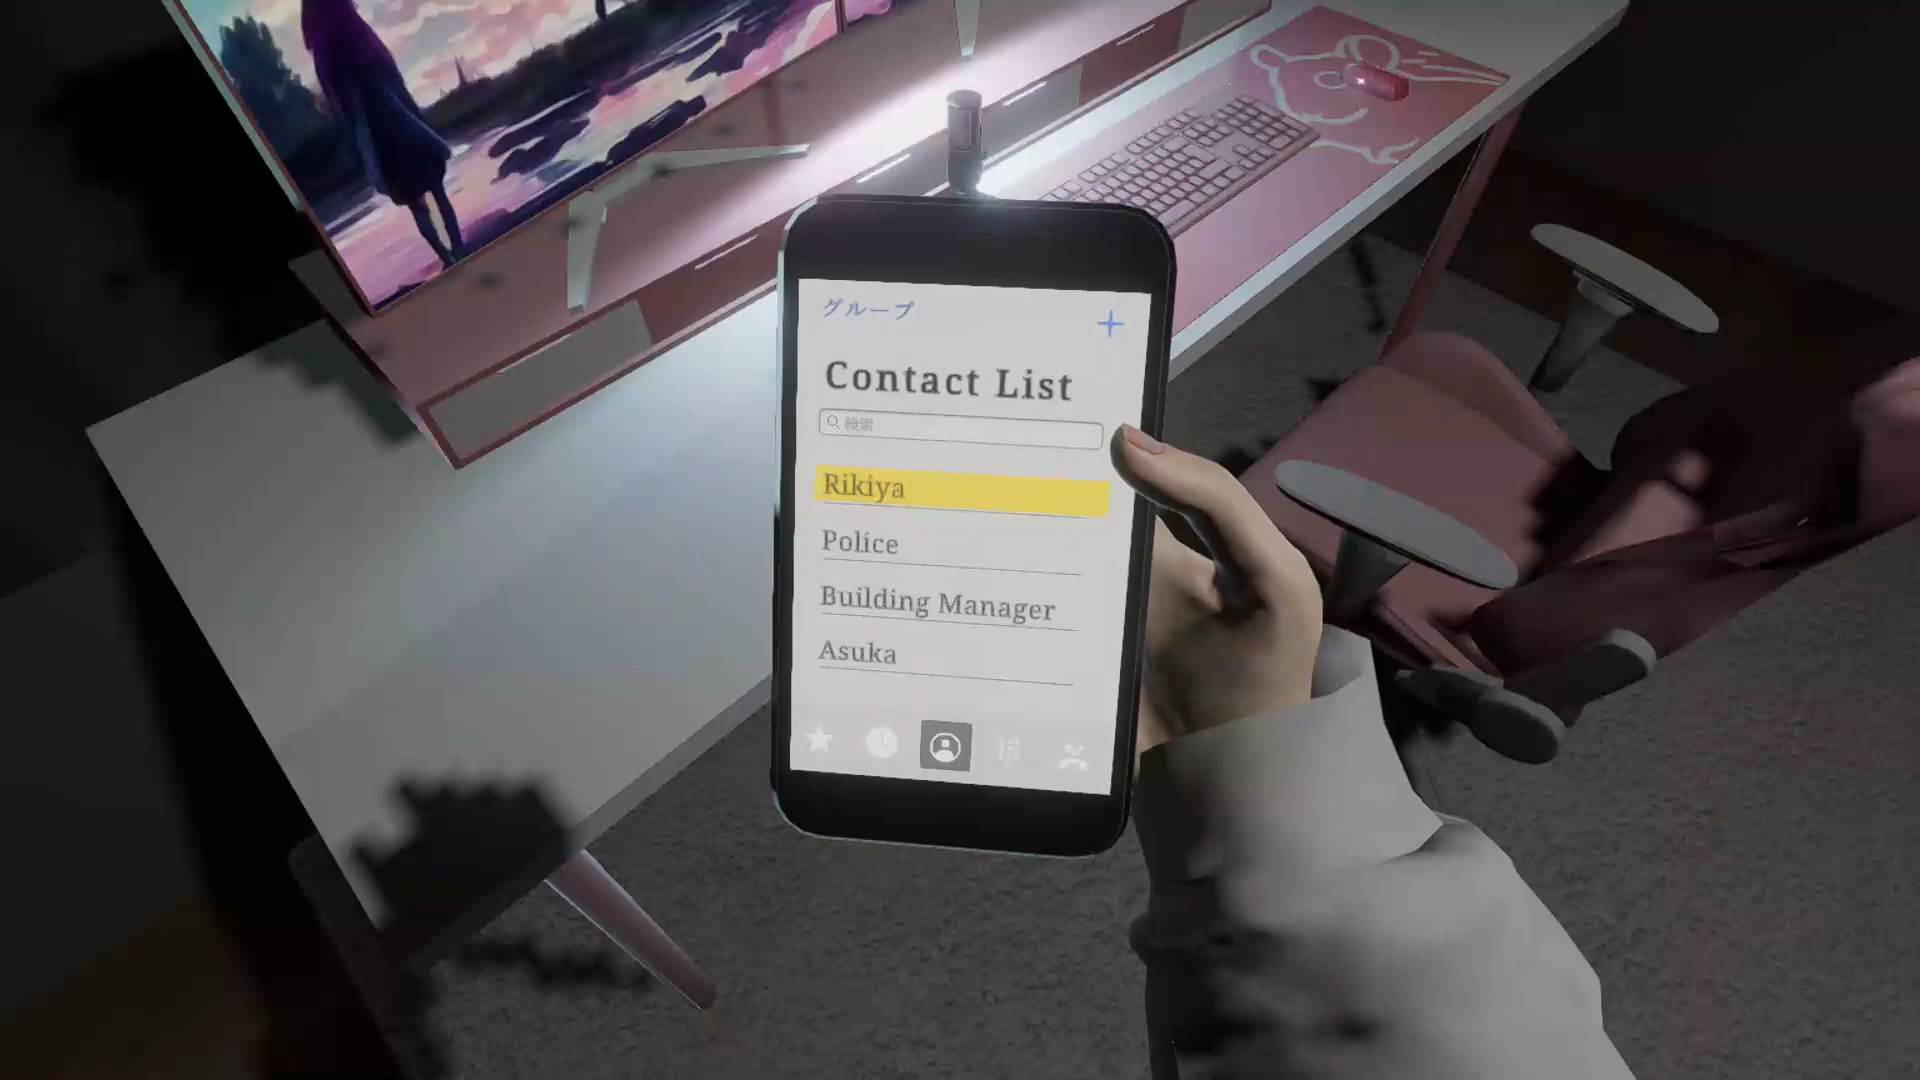 グループ
Contact List
検索
Rikiya
Police
Building Manager
Asuka